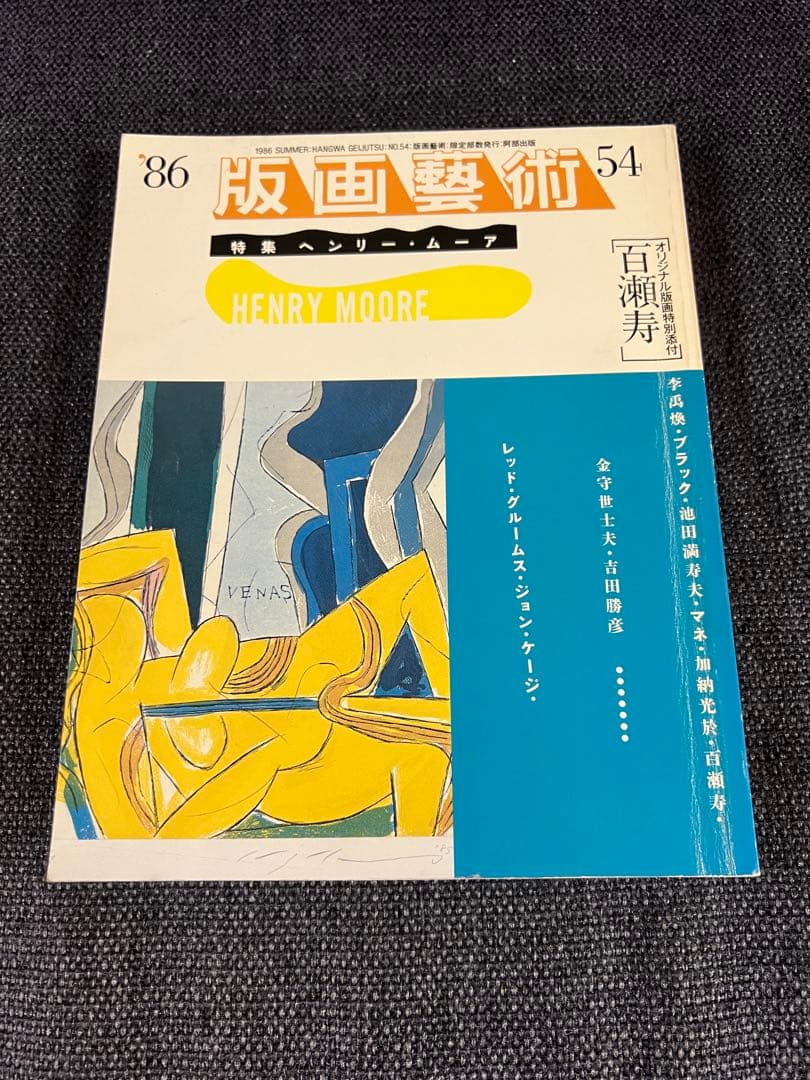 1986 SUMMER:HANGWA GEIJUTSU:NO.54:版画藝術:限定部数発行:阿部出版
'86
版画藝術
54
特集 ヘンリー・ムーア
HENRY MOORE
オリジナル版画特別添付
[百瀬寿]
李禹煥・ブラック・池田満寿夫・マネ・加納光於・百瀬寿・
金守世士夫・吉田勝彦・・・・・・・
レッド・グルームス・ジョン・ケージ・
VENAS
'85